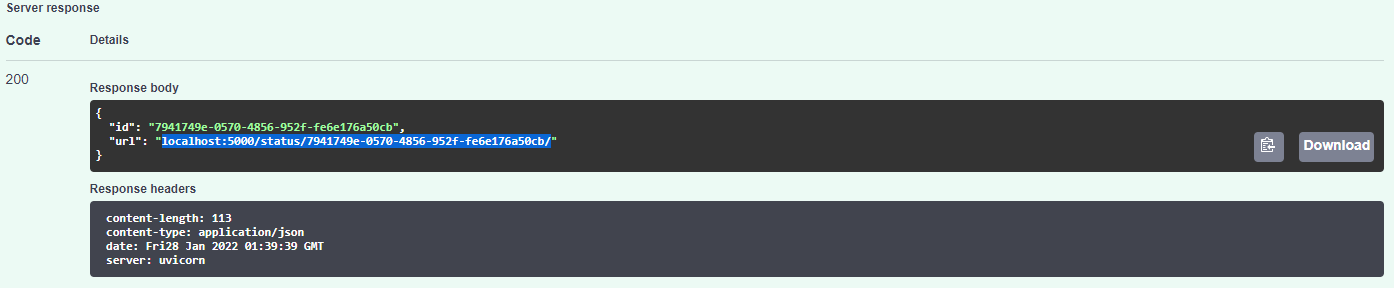 Server response
Code Details
200
Response body
{
"id": "7941749e-0570-4856-952f-fe6e176a50cb",
"url": "localhost:5000/status/7941749e-0570-4856-952f-fe6e176a50cb/"
}
Download
Response headers
content-length: 113
content-type: application/json
date: Fri28 Jan 2022 01:39:39 GMT
server: uvicorn